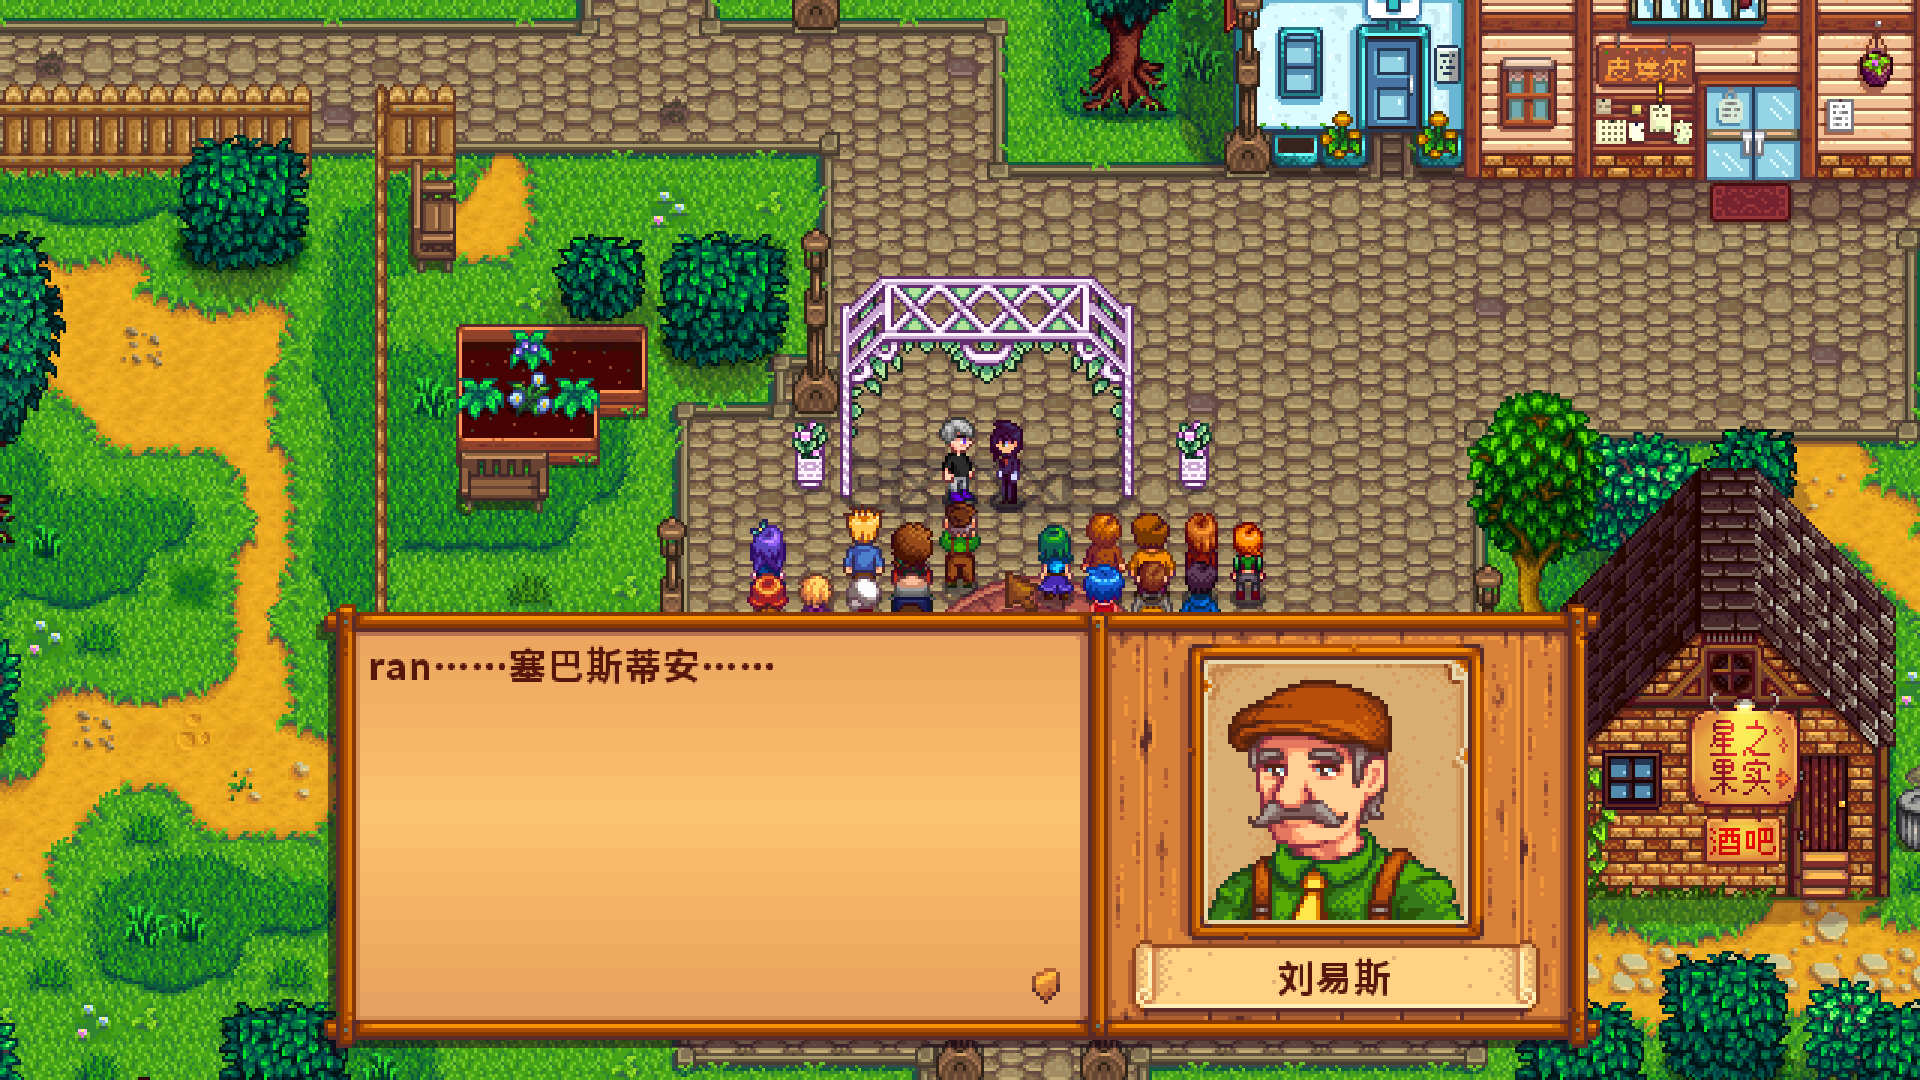 皮埃尔
ran……塞巴斯蒂安……
星之
果实
酒吧
刘易斯